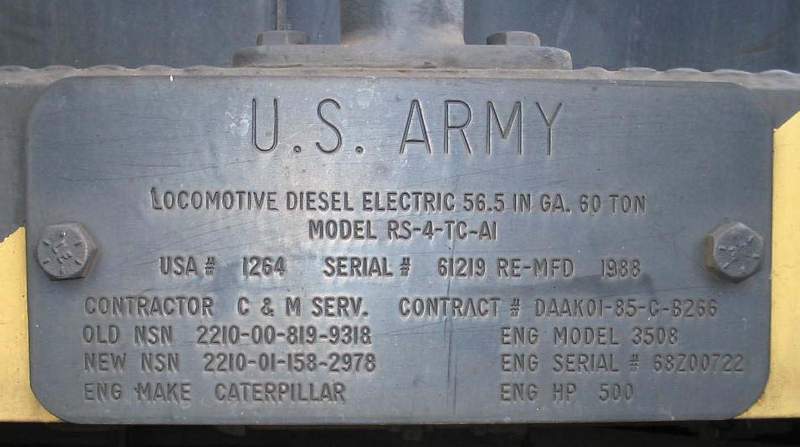 U.S. ARMY
LOCOMOTIVE DIESEL ELECTRIC 56.5 IN GA. 60 TON
MODEL RS-4-TC-A1
USA # 1264 SERIAL # 61219 RE-MFD 1988
CONTRACTOR C & M SERV. CONTRACT # DAAK01-85-C-B266
OLD NSN 2210-00-819-9318 ENG MODEL 3508
NEW NSN 2210-01-158-2978 ENG SERIAL # 68Z00722
ENG MAKE CATERPILLAR ENG HP 500